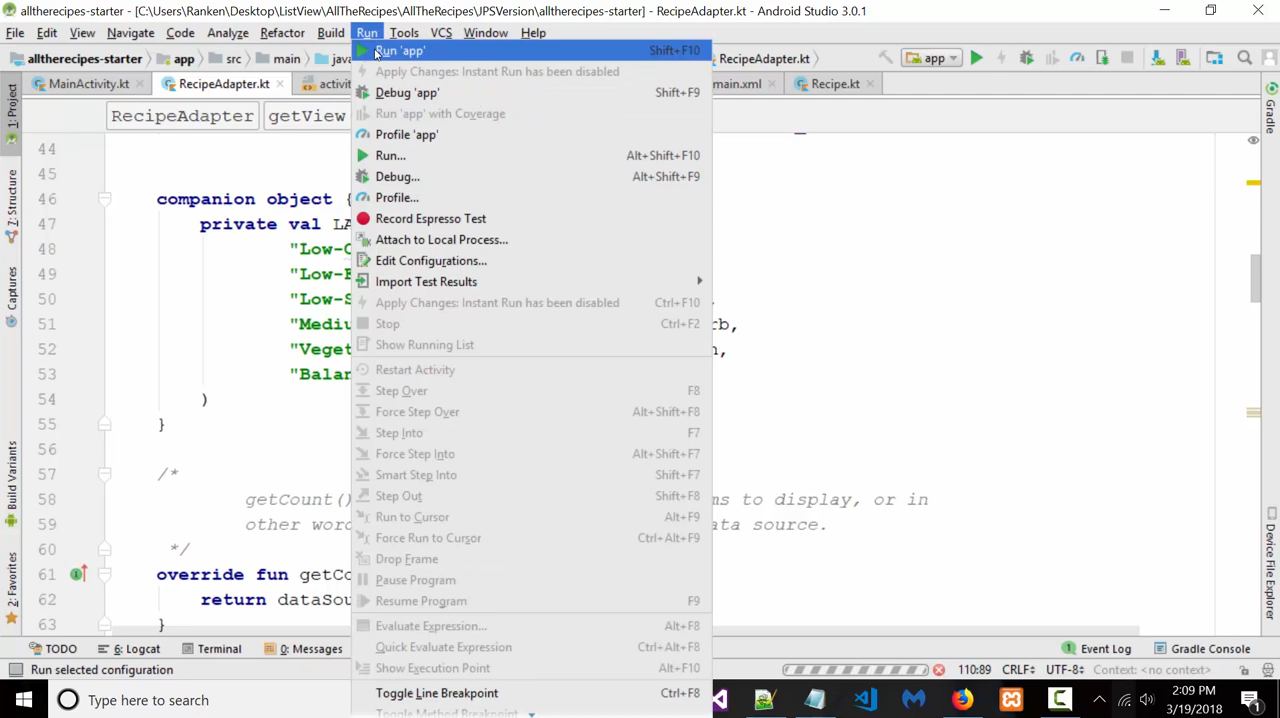 alltherecipes-starter - [C:\Users\Ranken\Desktop\ListView\AllTheRecipes\AllTheRecipes\JPSVersion\alltherecipes-starter] - RecipeAdapter.kt - Android Studio 3.0.1
File Edit View Navigate Code Analyze Refactor Build Run Tools VCS Window Help
alltherecipes-starter app src main java RecipeAdapter.kt app
MainActivity.kt RecipeAdapter.kt activit main.xml Recipe.kt
RecipeAdapter getView
Run 'app' Shift+F10
Apply Changes: Instant Run has been disabled
Debug 'app' Shift+F9
Run 'app' with Coverage
Profile 'app'
Run... Alt+Shift+F10
Debug... Alt+Shift+F9
Profile...
Record Espresso Test
Attach to Local Process...
Edit Configurations...
Import Test Results
Apply Changes: Instant Run has been disabled Ctrl+F10
Stop Ctrl+F2
Show Running List
Restart Activity
Step Over F8
Force Step Over Alt+Shift+F8
Step Into F7
Force Step Into Alt+Shift+F7
Smart Step Into Shift+F7
Step Out Shift+F8
Run to Cursor Alt+F9
Force Run to Cursor Ctrl+Alt+F9
Drop Frame
Pause Program
Resume Program F9
Evaluate Expression... Alt+F8
Quick Evaluate Expression Ctrl+Alt+F8
Show Execution Point Alt+F10
Toggle Line Breakpoint Ctrl+F8
Toggle Method Breakpoint
44
45
46 companion object {
47 private val LA
48 "Low-C
49 "Low-F
50 "Low-S ,
51 "Mediu rb,
52 "Veget n,
53 "Balan
54 )
55 }
56
57 /*
58 getCount() ms to display, or in
59 other word ata source.
60 */
61 override fun getCo
62 return dataSou
63 }
1: Project
7: Structure
Captures
Build Variants
2: Favorites
Gradle
Device File Explorer
TODO 6: Logcat Terminal 0: Messages Event Log Gradle Console
Run selected configuration 110:89 CRLF÷ UTF-8÷ Context: <no context>
Type here to search
2:09 PM
3/19/2018